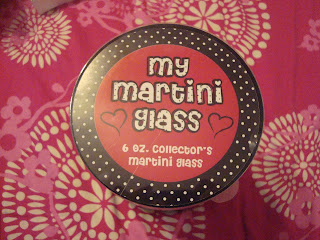 my
martini
glass
6 oz. collector's
martini glass